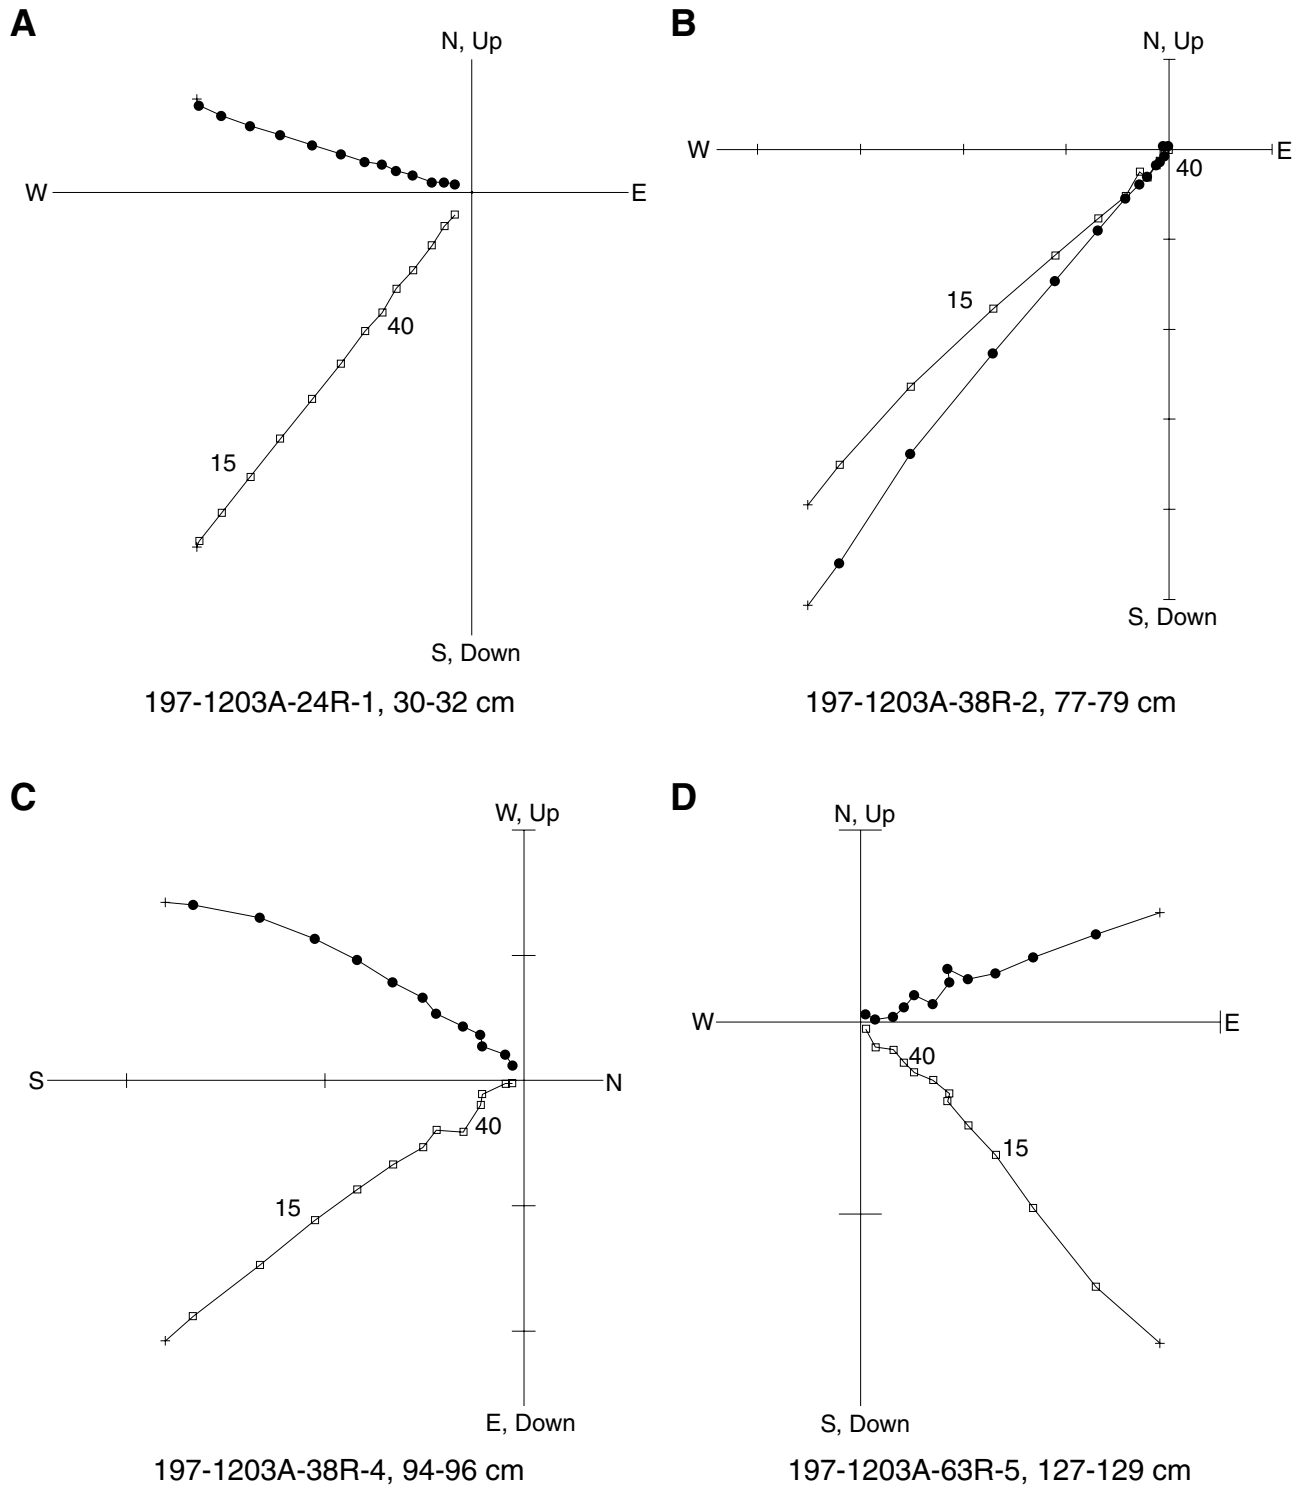 A
N, Up
W
E
40
15
S, Down
197-1203A-24R-1, 30-32 cm
B
N, Up
W
E
40
15
S, Down
197-1203A-38R-2, 77-79 cm
C
W, Up
S
N
40
15
E, Down
197-1203A-38R-4, 94-96 cm
D
N, Up
W
E
40
15
S, Down
197-1203A-63R-5, 127-129 cm